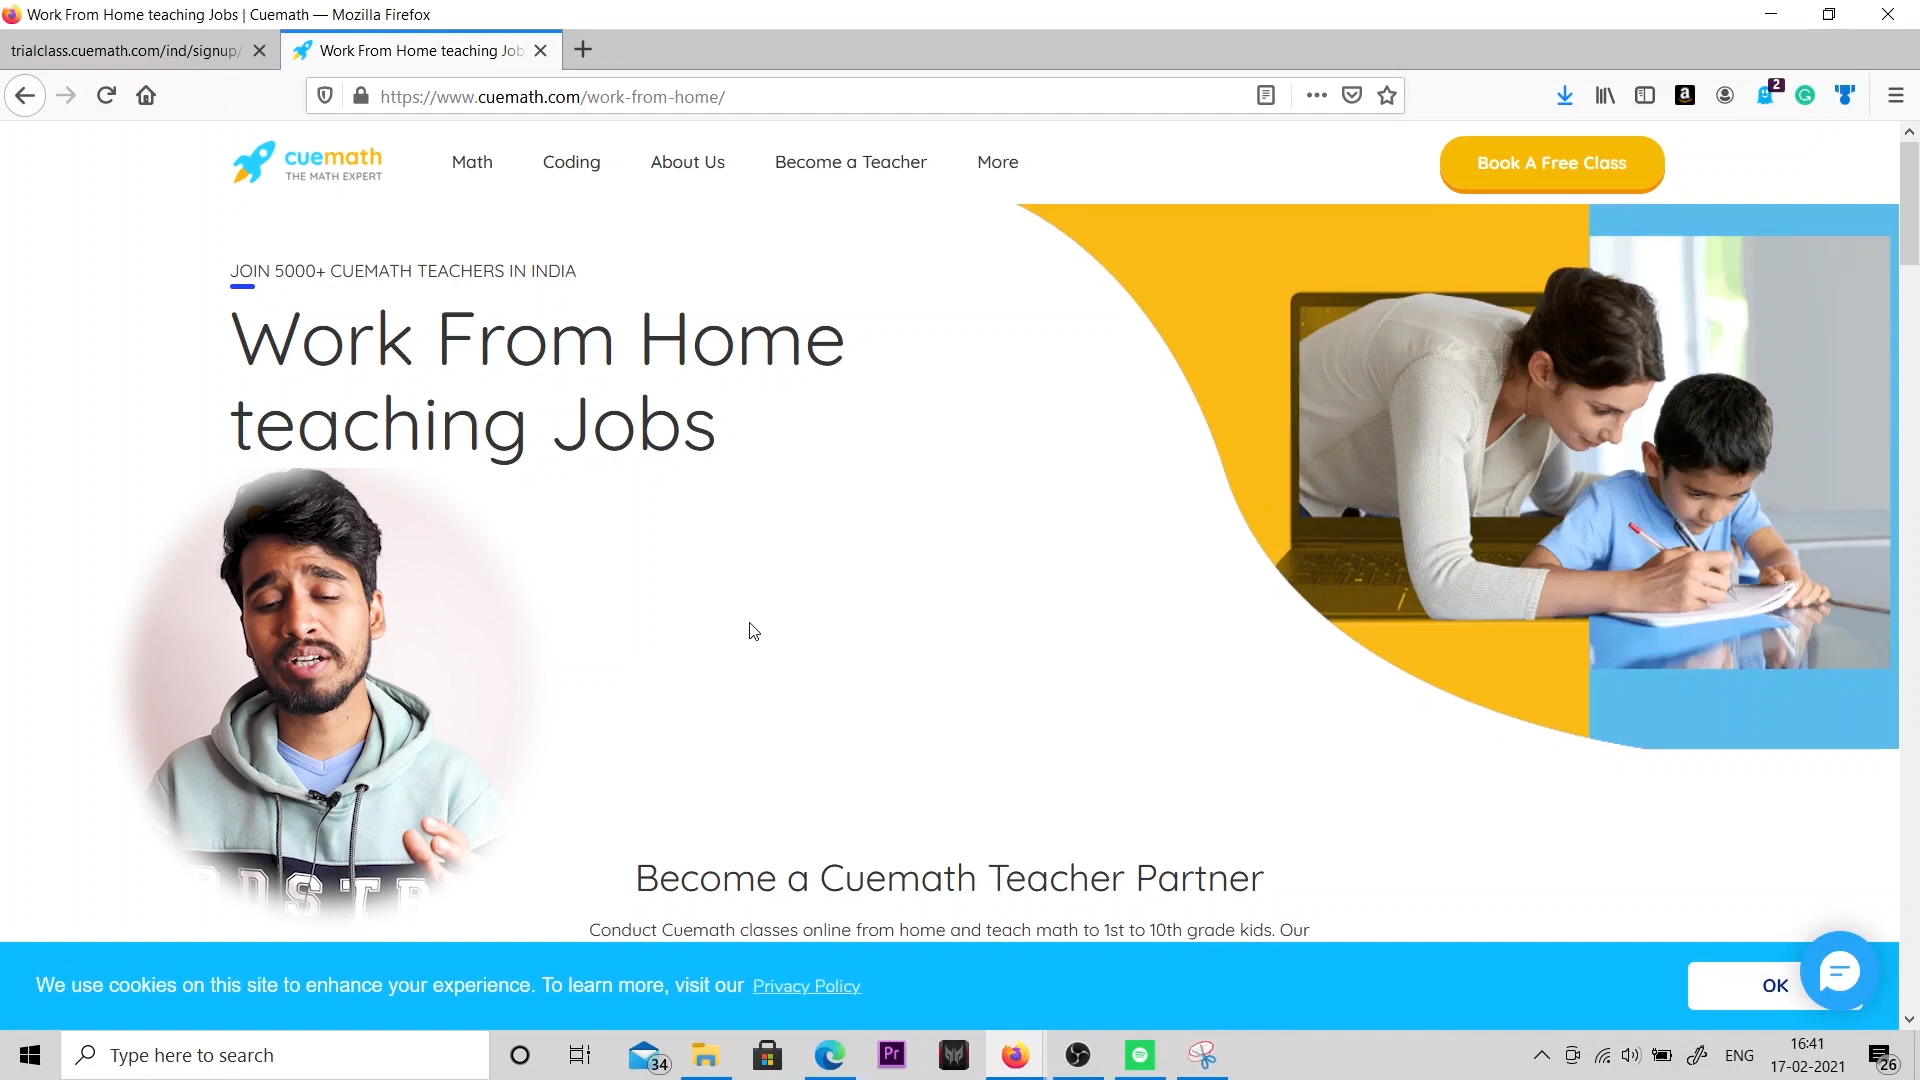 Work From Home teaching Jobs | Cuemath — Mozilla Firefox
trialclass.cuemath.com/ind/signup/
Work From Home teaching Job
https://www.cuemath.com/work-from-home/
2
cuemath
THE MATH EXPERT
Math
Coding
About Us
Become a Teacher
More
Book A Free Class
JOIN 5000+ CUEMATH TEACHERS IN INDIA
Work From Home
teaching Jobs
Become a Cuemath Teacher Partner
Conduct Cuemath classes online from home and teach math to 1st to 10th grade kids. Our
We use cookies on this site to enhance your experience. To learn more, visit our Privacy Policy
OK
Type here to search
34
Pr
ENG
16:41
17-02-2021
26